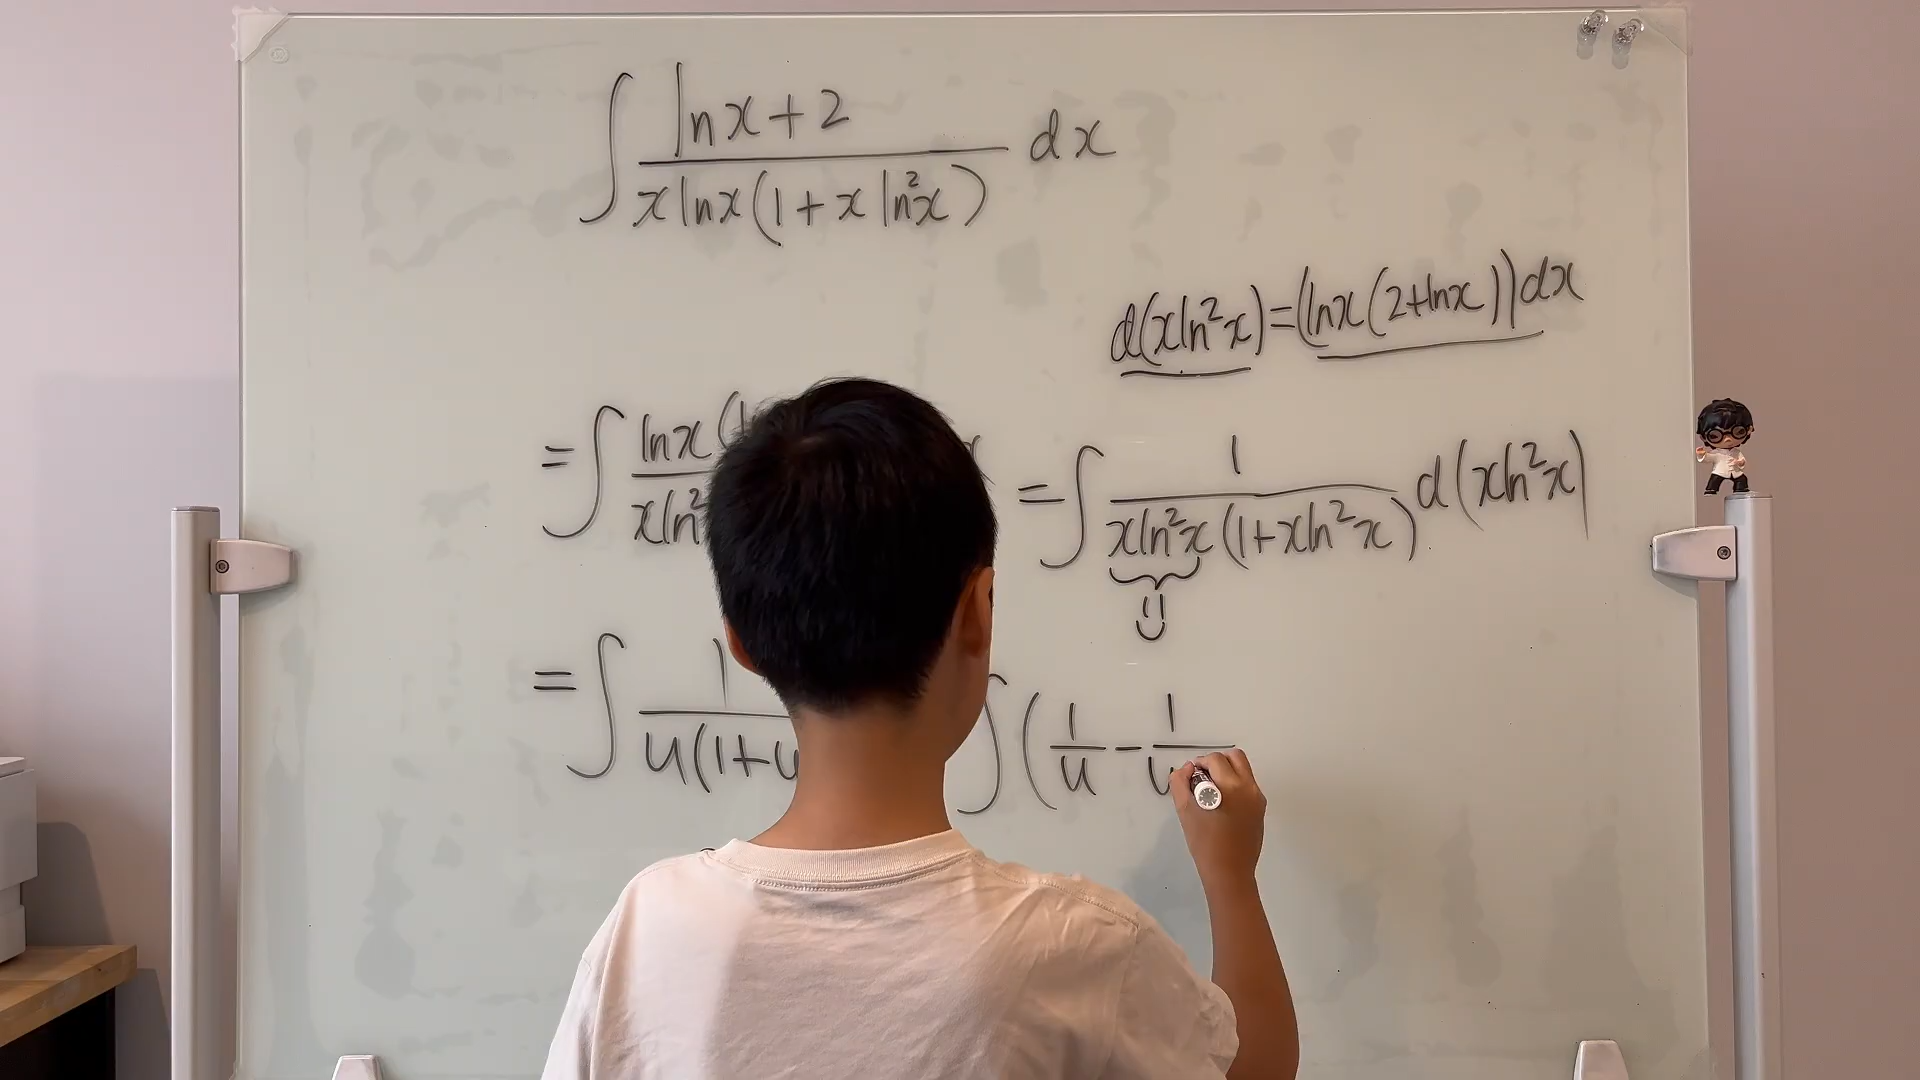 ∫ (ln x + 2) / (x ln x (1 + x ln²x)) dx
d(x ln²x) = (ln x (2 + ln x)) dx
= ∫ ln x ( / x ln²
= ∫ 1 / (x ln²x (1 + x ln²x)) d(x ln²x)
= ∫ 1 / u(1+u
∫ ( 1/u - 1/